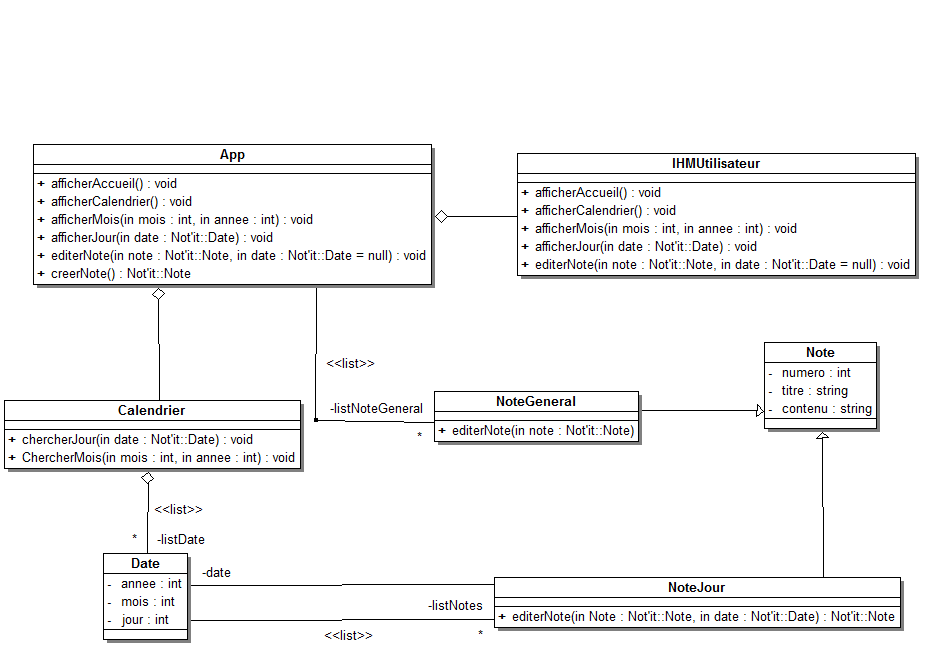 App
+ afficherAccueil() : void
+ afficherCalendrier() : void
+ afficherMois(in mois : int, in annee : int) : void
+ afficherJour(in date : Not'it::Date) : void
+ editerNote(in note : Not'it::Note, in date : Not'it::Date = null) : void
+ creerNote() : Not'it::Note
IHMUtilisateur
+ afficherAccueil() : void
+ afficherCalendrier() : void
+ afficherMois(in mois : int, in annee : int) : void
+ afficherJour(in date : Not'it::Date) : void
+ editerNote(in note : Not'it::Note, in date : Not'it::Date = null) : void
<<list>>
-listNoteGeneral
*
Note
- numero : int
- titre : string
- contenu : string
NoteGeneral
+ editerNote(in note : Not'it::Note)
Calendrier
+ chercherJour(in date : Not'it::Date) : void
+ ChercherMois(in mois : int, in annee : int) : void
<<list>>
* -listDate
Date
- annee : int
- mois : int
- jour : int
-date
-listNotes
<<list>> *
NoteJour
+ editerNote(in Note : Not'it::Note, in date : Not'it::Date) : Not'it::Note